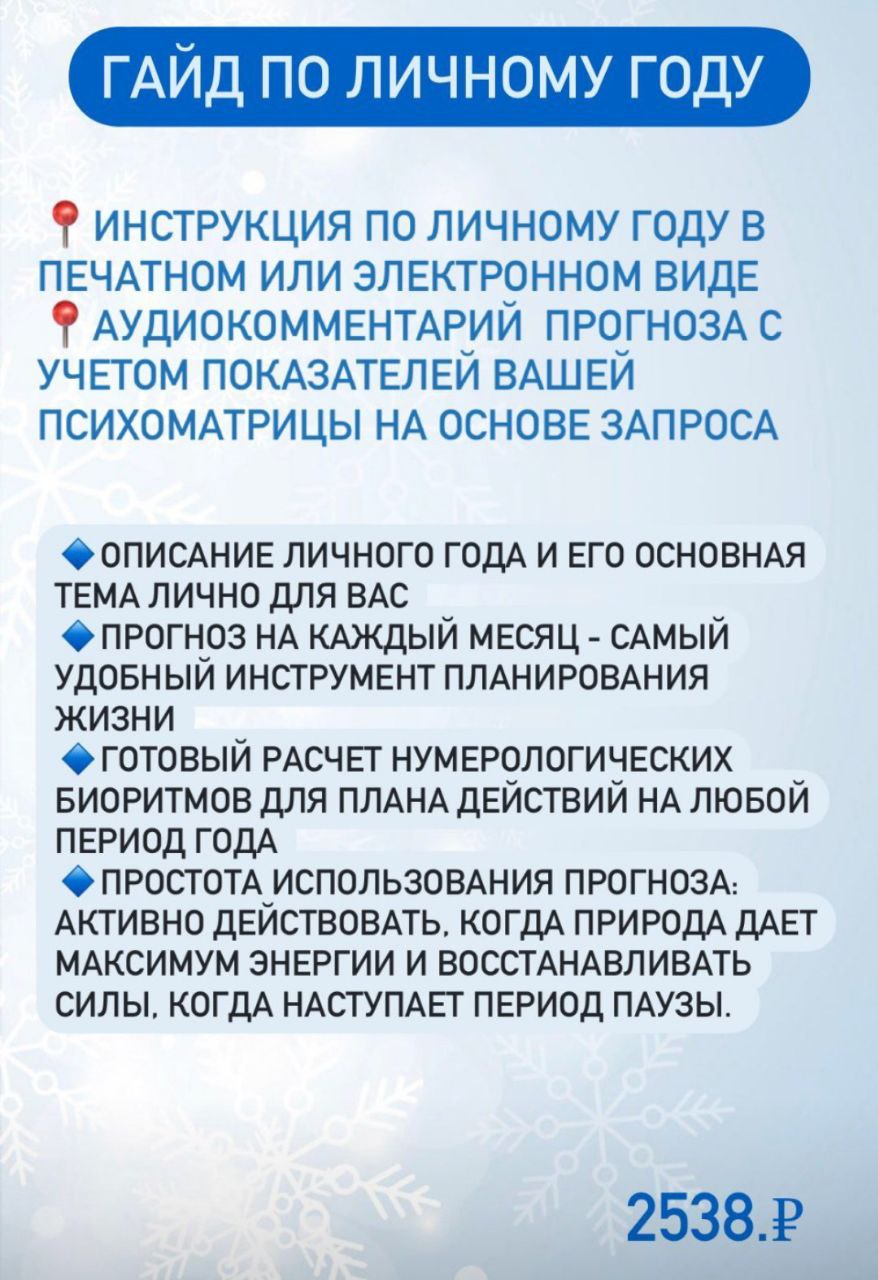 ГАЙД ПО ЛИЧНОМУ ГОДУ
📍ИНСТРУКЦИЯ ПО ЛИЧНОМУ ГОДУ В
ПЕЧАТНОМ ИЛИ ЭЛЕКТРОННОМ ВИДЕ
📍АУДИОКОММЕНТАРИЙ ПРОГНОЗА С
УЧЕТОМ ПОКАЗАТЕЛЕЙ ВАШЕЙ
ПСИХОМАТРИЦЫ НА ОСНОВЕ ЗАПРОСА
🔷ОПИСАНИЕ ЛИЧНОГО ГОДА И ЕГО ОСНОВНАЯ
ТЕМА ЛИЧНО ДЛЯ ВАС
🔷ПРОГНОЗ НА КАЖДЫЙ МЕСЯЦ - САМЫЙ
УДОБНЫЙ ИНСТРУМЕНТ ПЛАНИРОВАНИЯ
ЖИЗНИ
🔷ГОТОВЫЙ РАСЧЕТ НУМЕРОЛОГИЧЕСКИХ
БИОРИТМОВ ДЛЯ ПЛАНА ДЕЙСТВИЙ НА ЛЮБОЙ
ПЕРИОД ГОДА
🔷ПРОСТОТА ИСПОЛЬЗОВАНИЯ ПРОГНОЗА:
АКТИВНО ДЕЙСТВОВАТЬ, КОГДА ПРИРОДА ДАЕТ
МАКСИМУМ ЭНЕРГИИ И ВОССТАНАВЛИВАТЬ
СИЛЫ, КОГДА НАСТУПАЕТ ПЕРИОД ПАУЗЫ.
2538.₽